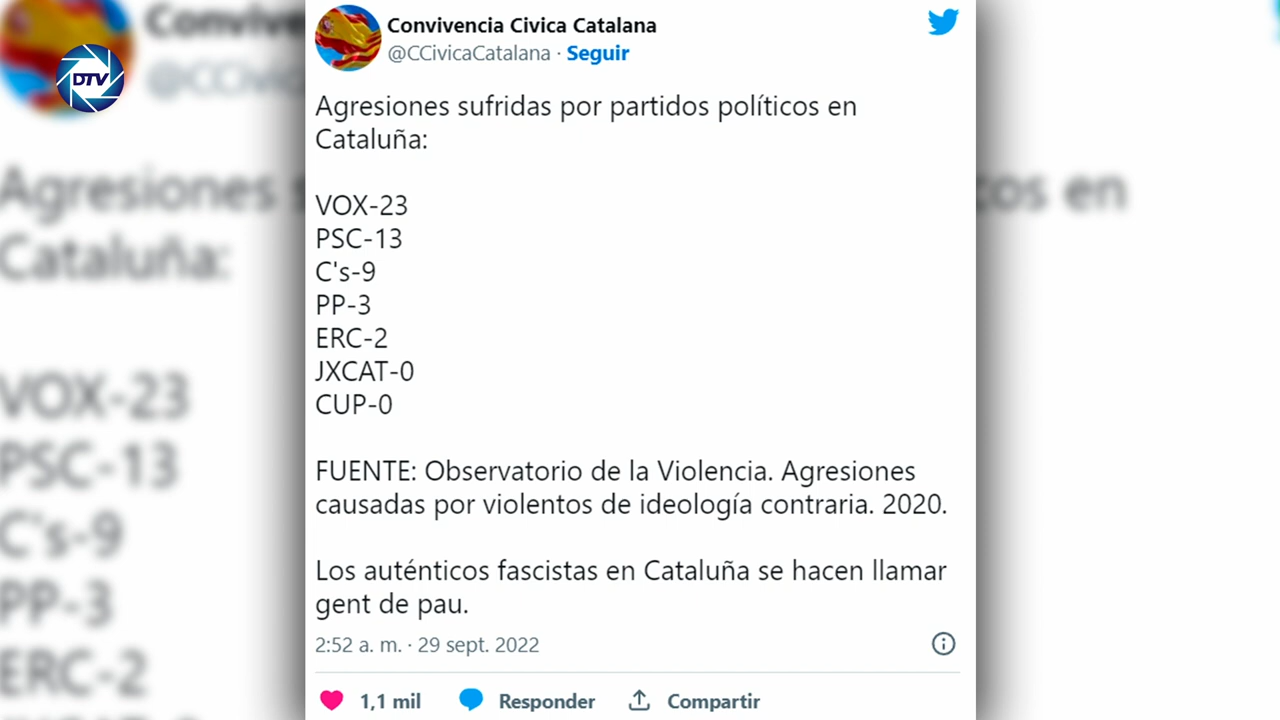 Convivencia Civica Catalana
@CCivicaCatalana · Seguir
DTV
Agresiones sufridas por partidos políticos en
Cataluña:
VOX-23
PSC-13
C's-9
PP-3
ERC-2
JXCAT-0
CUP-0
FUENTE: Observatorio de la Violencia. Agresiones
causadas por violentos de ideología contraria. 2020.
Los auténticos fascistas en Cataluña se hacen llamar
gent de pau.
2:52 a. m. · 29 sept. 2022
1,1 mil
Responder
Compartir